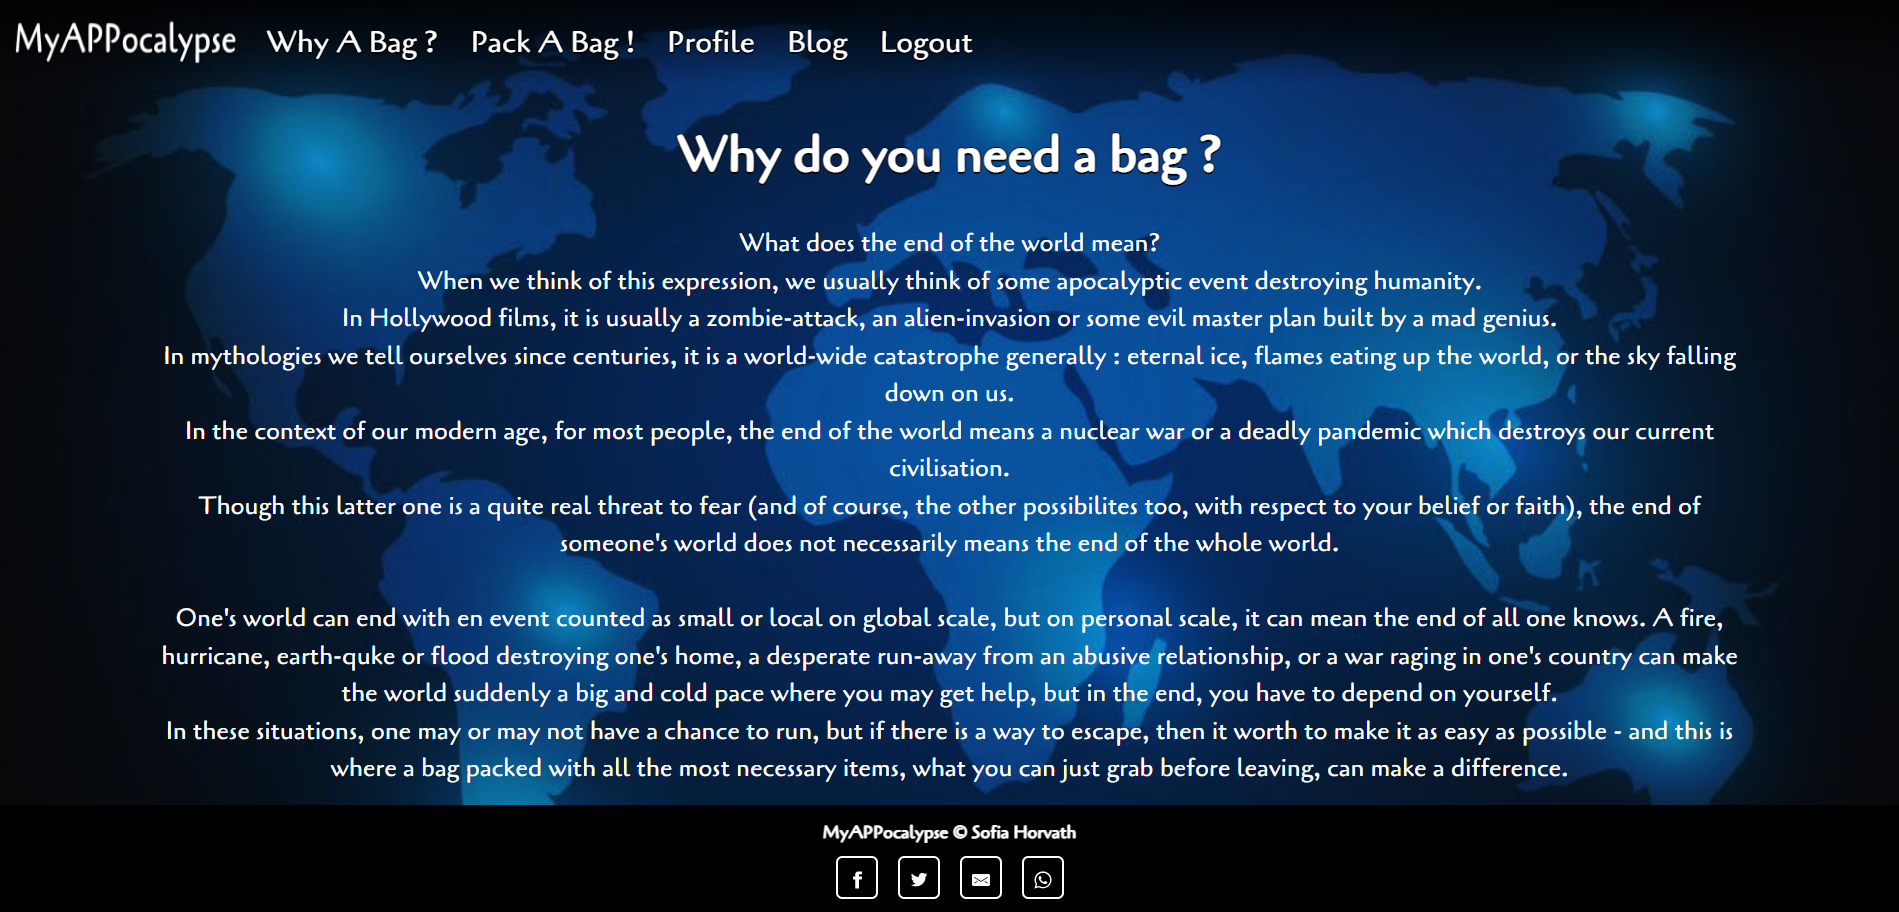 MyAPPocalypse Why A Bag ? Pack A Bag ! Profile Blog Logout
Why do you need a bag ?
What does the end of the world mean?
When we think of this expression, we usually think of some apocalyptic event destroying humanity.
In Hollywood films, it is usually a zombie-attack, an alien-invasion or some evil master plan built by a mad genius.
In mythologies we tell ourselves since centuries, it is a world-wide catastrophe generally : eternal ice, flames eating up the world, or the sky falling
down on us.
In the context of our modern age, for most people, the end of the world means a nuclear war or a deadly pandemic which destroys our current
civilisation.
Though this latter one is a quite real threat to fear (and of course, the other possibilites too, with respect to your belief or faith), the end of
someone's world does not necessarily means the end of the whole world.
One's world can end with en event counted as small or local on global scale, but on personal scale, it can mean the end of all one knows. A fire,
hurricane, earth-quke or flood destroying one's home, a desperate run-away from an abusive relationship, or a war raging in one's country can make
the world suddenly a big and cold pace where you may get help, but in the end, you have to depend on yourself.
In these situations, one may or may not have a chance to run, but if there is a way to escape, then it worth to make it as easy as possible - and this is
where a bag packed with all the most necessary items, what you can just grab before leaving, can make a difference.
MyAPPocalypse © Sofia Horvath